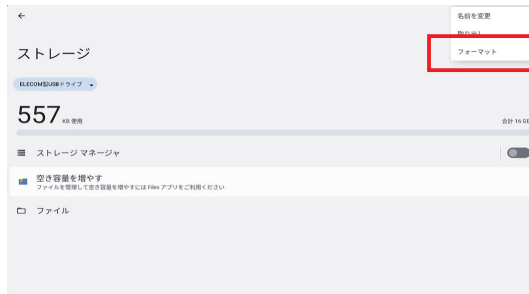 名前を変更
取り出し
フォーマット
ストレージ
ELECOM製USBドライブ
557 KB 使用
合計 16 GB
ストレージ マネージャ
空き容量を増やす
ファイルを管理して空き容量を増やすには Files アプリをご利用ください
ファイル